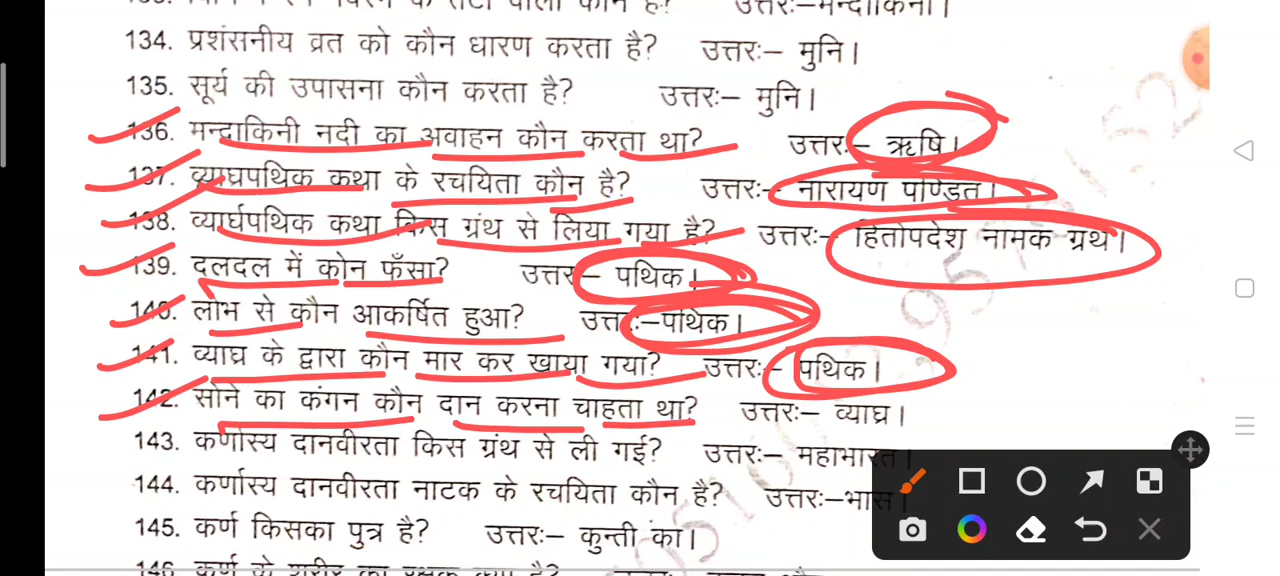 उत्तरः–मन्दाकिनी।
134. प्रशंसनीय व्रत को कौन धारण करता है? उत्तरः– मुनि।
135. सूर्य की उपासना कौन करता है? उत्तरः– मुनि।
136. मन्दाकिनी नदी का अवाहन कौन करता था? उत्तरः– ऋषि।
137. व्याघ्रपथिक कथा के रचयिता कौन है? उत्तरः– नारायण पण्डित।
138. व्यार्घपथिक कथा किस ग्रंथ से लिया गया है? उत्तरः– हितोपदेश नामक ग्रंथ।
139. दलदल में कोन फँसा? उत्तर– पथिक।
140. लोभ से कौन आकर्षित हुआ? उत्तरः–पथिक।
141. व्याघ्र के द्वारा कौन मार कर खाया गया? उत्तरः– पथिक।
142. सोने का कंगन कौन दान करना चाहता था? उत्तरः– व्याघ्र।
143. कर्णास्य दानवीरता किस ग्रंथ से ली गई? उत्तरः– महाभारत।
144. कर्णास्य दानवीरता नाटक के रचयिता कौन है? उत्तरः–भास।
145. कर्ण किसका पुत्र है? उत्तरः– कुन्ती का।